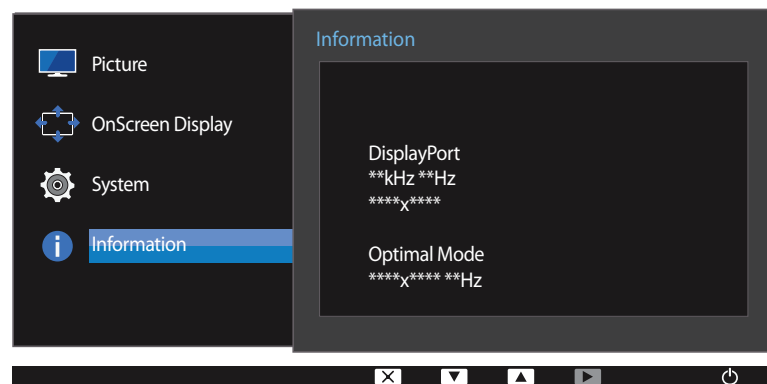 Picture
OnScreen Display
System
Information
Information
DisplayPort
**kHz **Hz
****x****
Optimal Mode
****x**** **Hz